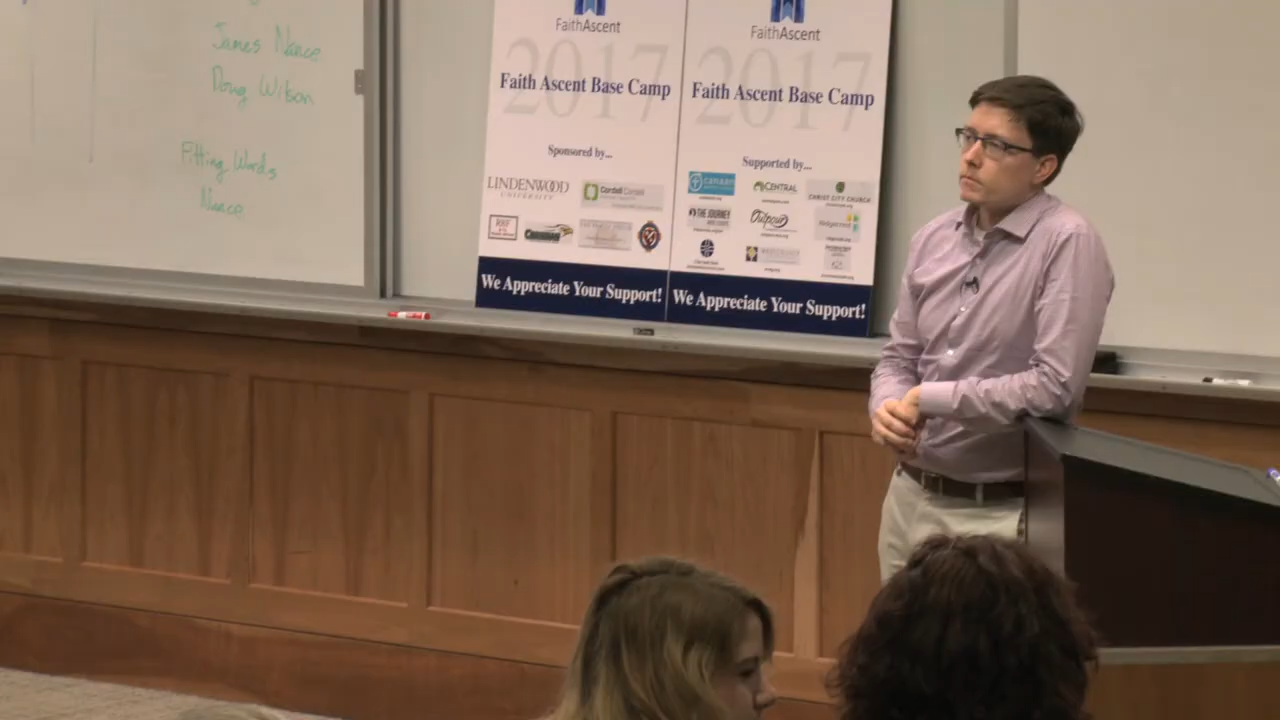 James Nance
Doug Wilson
Fitting Words
Nance
FaithAscent
2017
Faith Ascent Base Camp
Sponsored by...
LINDENWOOD
UNIVERSITY
We Appreciate Your Support!
FaithAscent
2017
Faith Ascent Base Camp
Supported by...
CENTRAL
CHRIST CITY CHURCH
THE JOURNEY
We Appreciate Your Support!